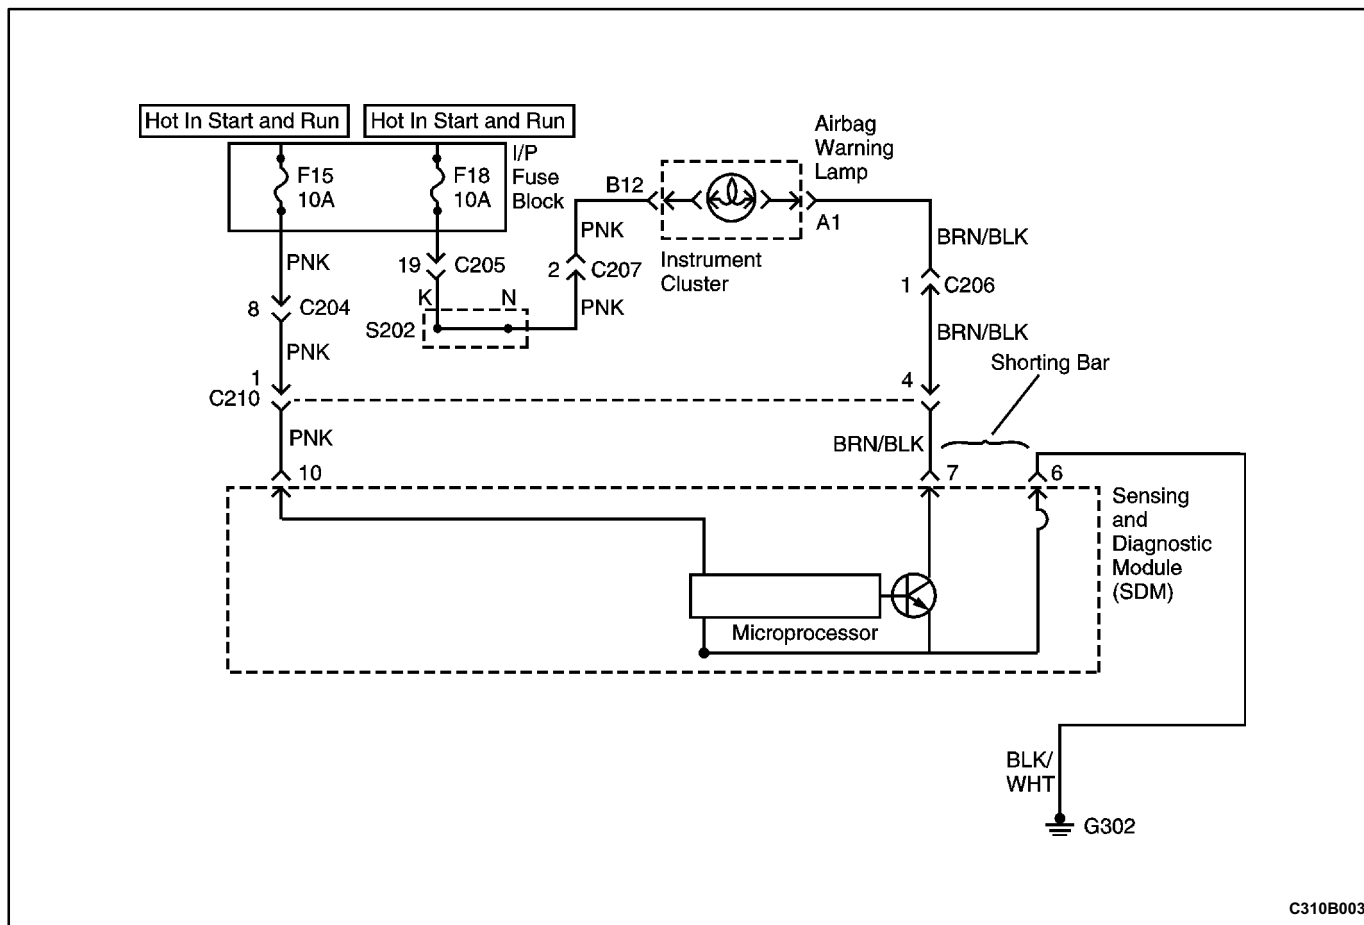 Hot In Start and Run
Hot In Start and Run
F15
10A
F18
10A
I/P
Fuse
Block
Airbag
Warning
Lamp
B12
A1
PNK
Instrument
Cluster
BRN/BLK
PNK
19
C205
2
C207
1
C206
8
C204
K
N
PNK
S202
BRN/BLK
PNK
Shorting Bar
1
C210
4
PNK
BRN/BLK
10
7
6
Sensing
and
Diagnostic
Module
(SDM)
Microprocessor
BLK/
WHT
G302
C310B003